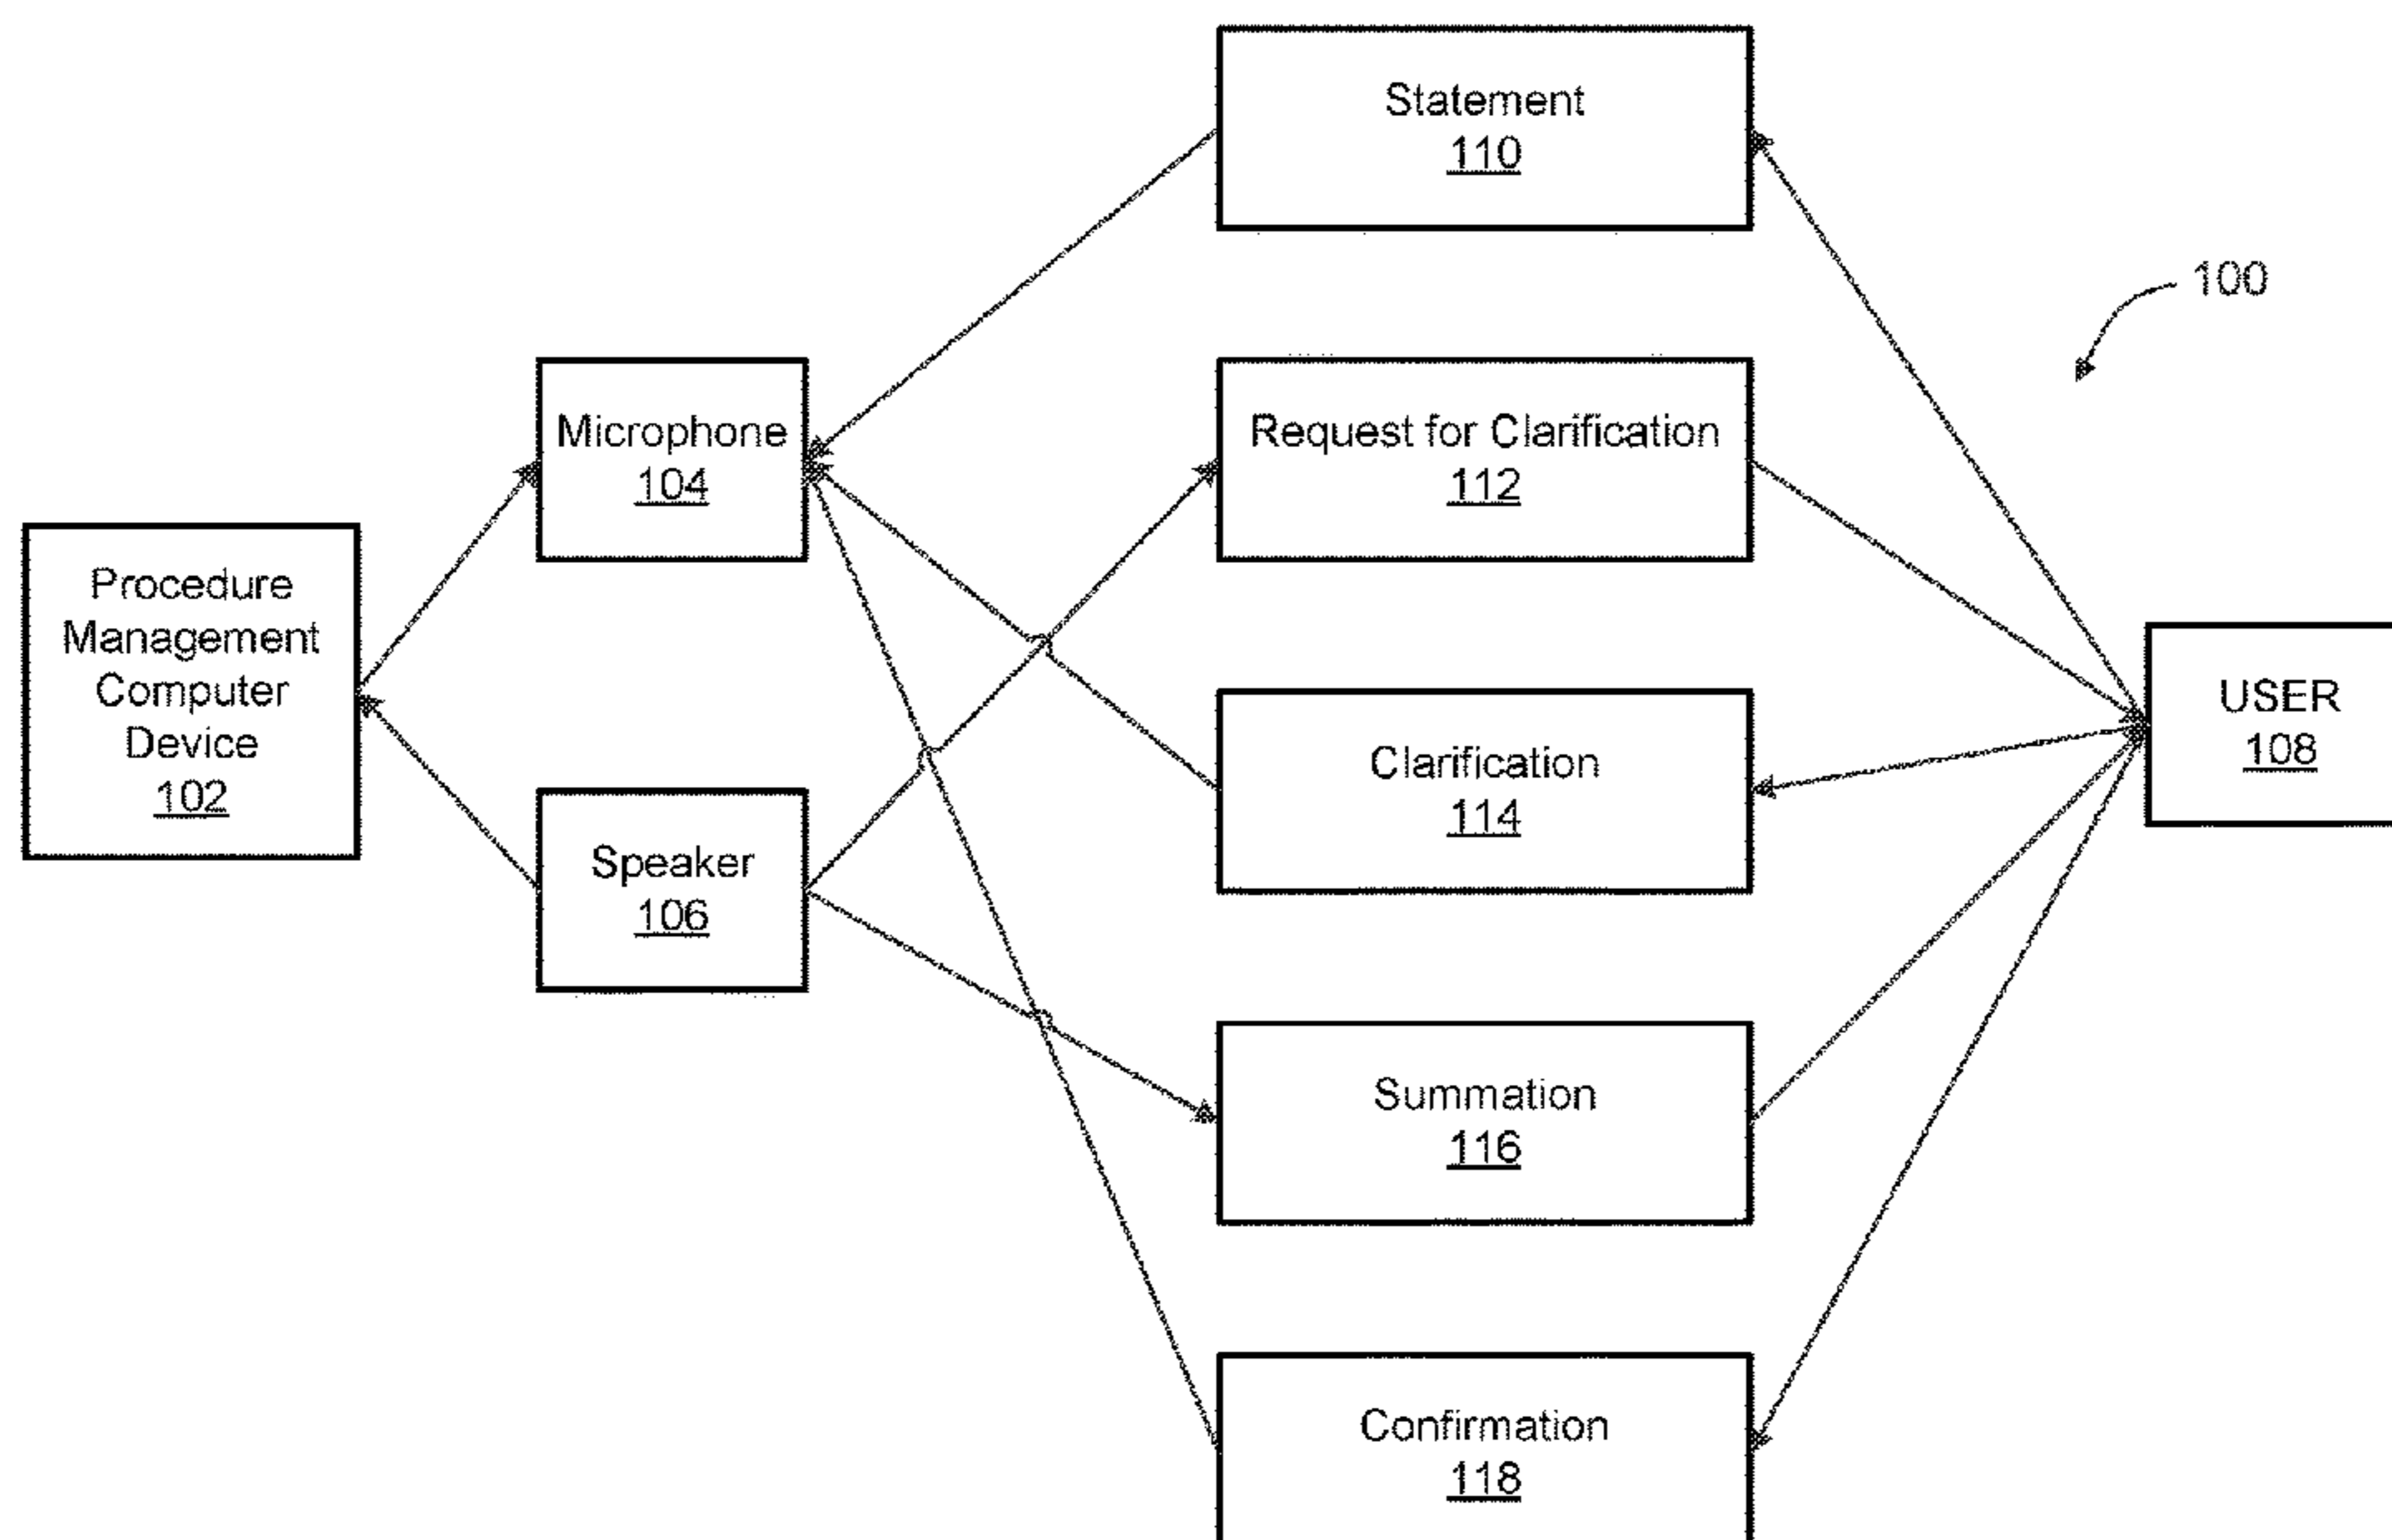 Statement
110
100
Microphone
104
Request for Clarification
112
Procedure
Management
Computer
Device
102
Clarification
114
USER
108
Speaker
106
Summation
116
Confirmation
118